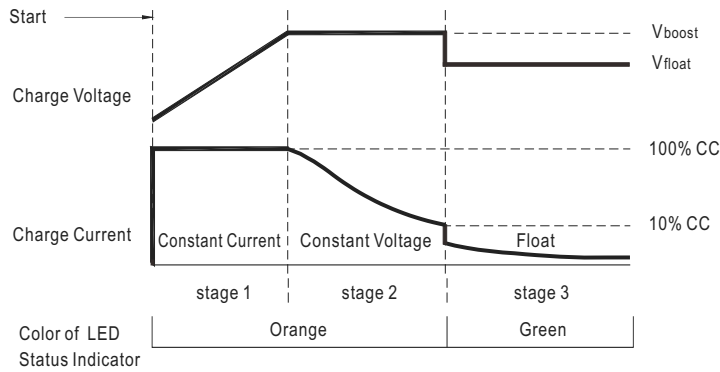 Start
Vboost
Vfloat
Charge Voltage
100% CC
10% CC
Charge Current
Constant Current
Constant Voltage
Float
stage 1
stage 2
stage 3
Color of LED
Status Indicator
Orange
Green